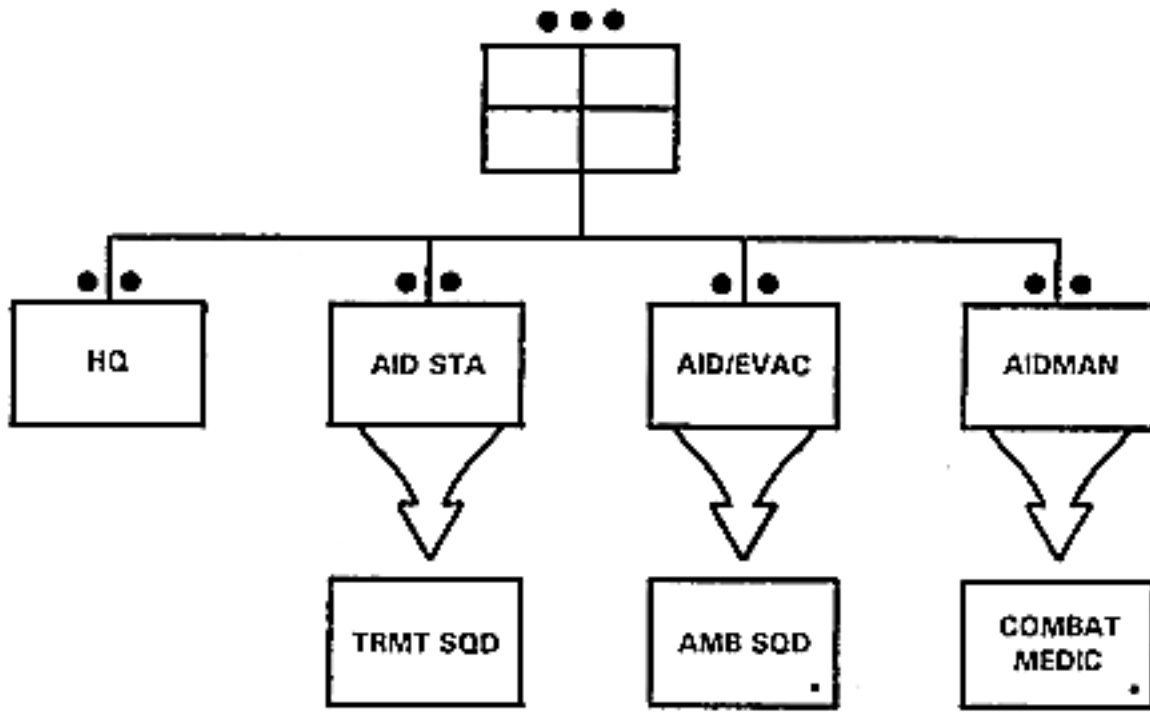 HQ
AID STA
AID/EVAC
AIDMAN
TRMT SQD
AMB SQD
COMBAT
MEDIC